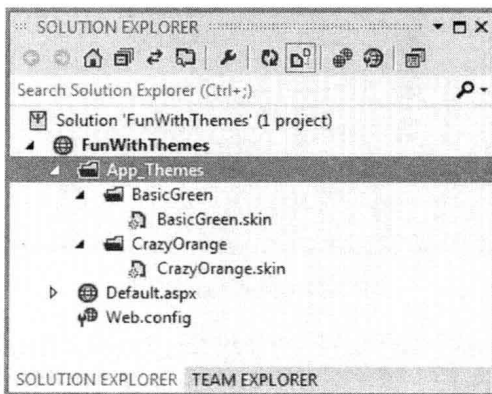 SOLUTION EXPLORER
Search Solution Explorer (Ctrl+;)
Solution 'FunWithThemes' (1 project)
FunWithThemes
App_Themes
BasicGreen
BasicGreen.skin
CrazyOrange
CrazyOrange.skin
Default.aspx
Web.config
SOLUTION EXPLORER TEAM EXPLORER